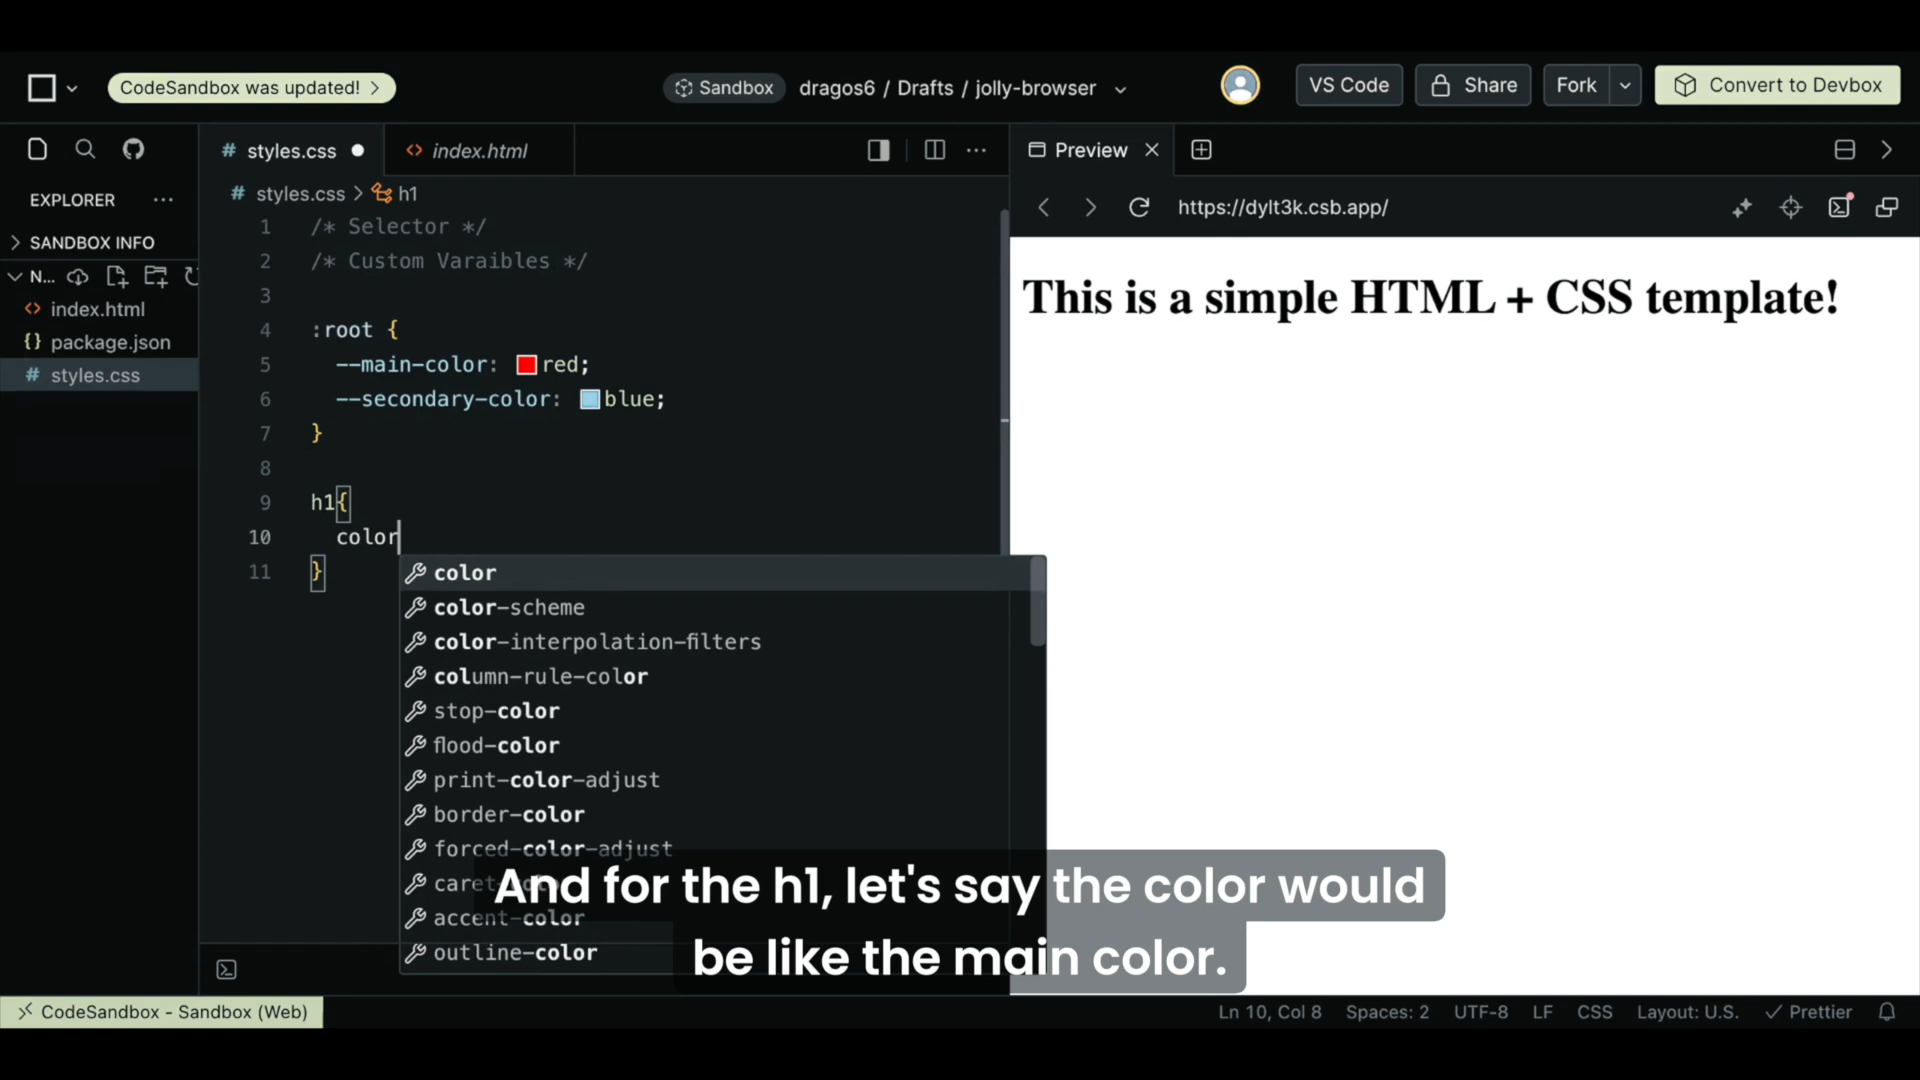 CodeSandbox was updated!
Sandbox
dragos6 / Drafts / jolly-browser
VS Code
Share
Fork
Convert to Devbox
# styles.css
<> index.html
Preview
EXPLORER
# styles.css > h1
https://dylt3k.csb.app/
SANDBOX INFO
N...
<> index.html
{} package.json
# styles.css
1 /* Selector */
2 /* Custom Varaibles */
3
4 :root {
5 --main-color: red;
6 --secondary-color: blue;
7 }
8
9 h1{
10 color
11 }
color
color-scheme
color-interpolation-filters
column-rule-color
stop-color
flood-color
print-color-adjust
border-color
forced-color-adjust
accent-color
outline-color
This is a simple HTML + CSS template!
And for the h1, let's say the color would
be like the main color.
CodeSandbox - Sandbox (Web)
Ln 10, Col 8
Spaces: 2
UTF-8
LF
CSS
Layout: U.S.
Prettier